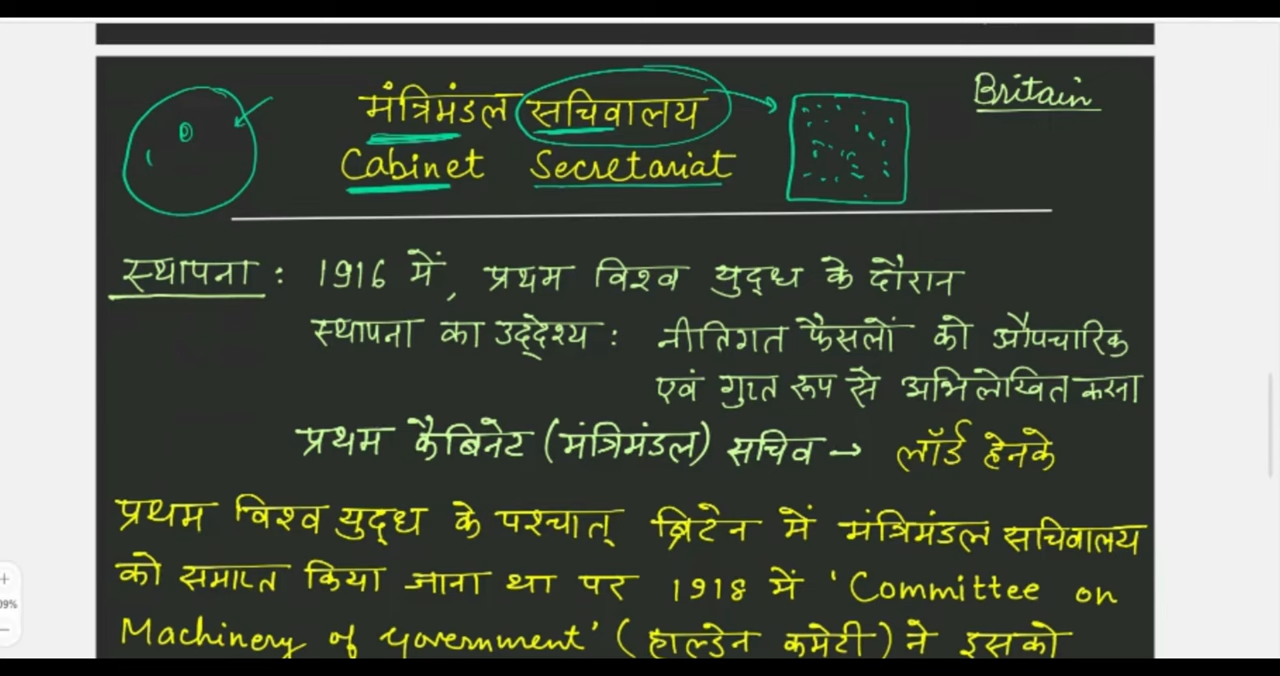 मंत्रिमंडल सचिवालय
Britain
Cabinet Secretariat
स्थापना : 1916 में, प्रथम विश्व युद्ध के दौरान
स्थापना का उद्देश्य : नीतिगत फैसलों को औपचारिक
एवं गुप्त रूप से अभिलेखित करना
प्रथम कैबिनेट (मंत्रिमंडल) सचिव → लॉर्ड हेनके
प्रथम विश्व युद्ध के पश्चात् ब्रिटेन में मंत्रिमंडल सचिवालय
को समाप्त किया जाना था पर 1918 में 'Committee on
Machinery of Government' (हाल्डेन कमेटी) ने इसको
+
09%
-